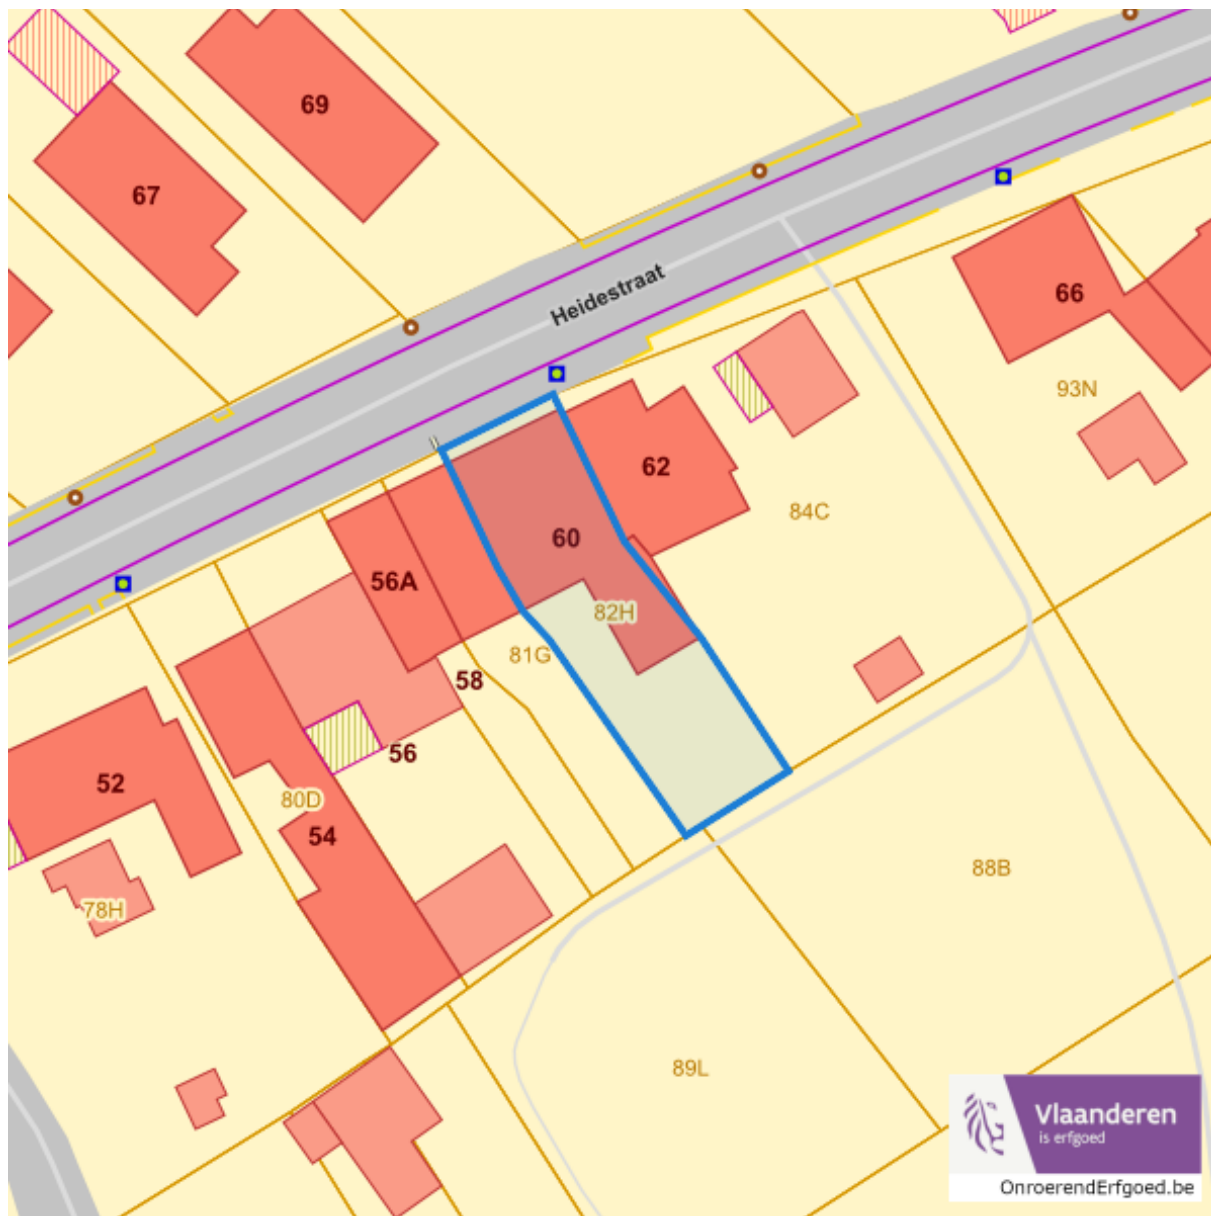 69
67
Heidestraat
66
93N
62
84C
60
56A
82H
81G
58
56
52
80D
54
88B
78H
89L
Vlaanderen
is erfgoed
OnroerendErfgoed.be